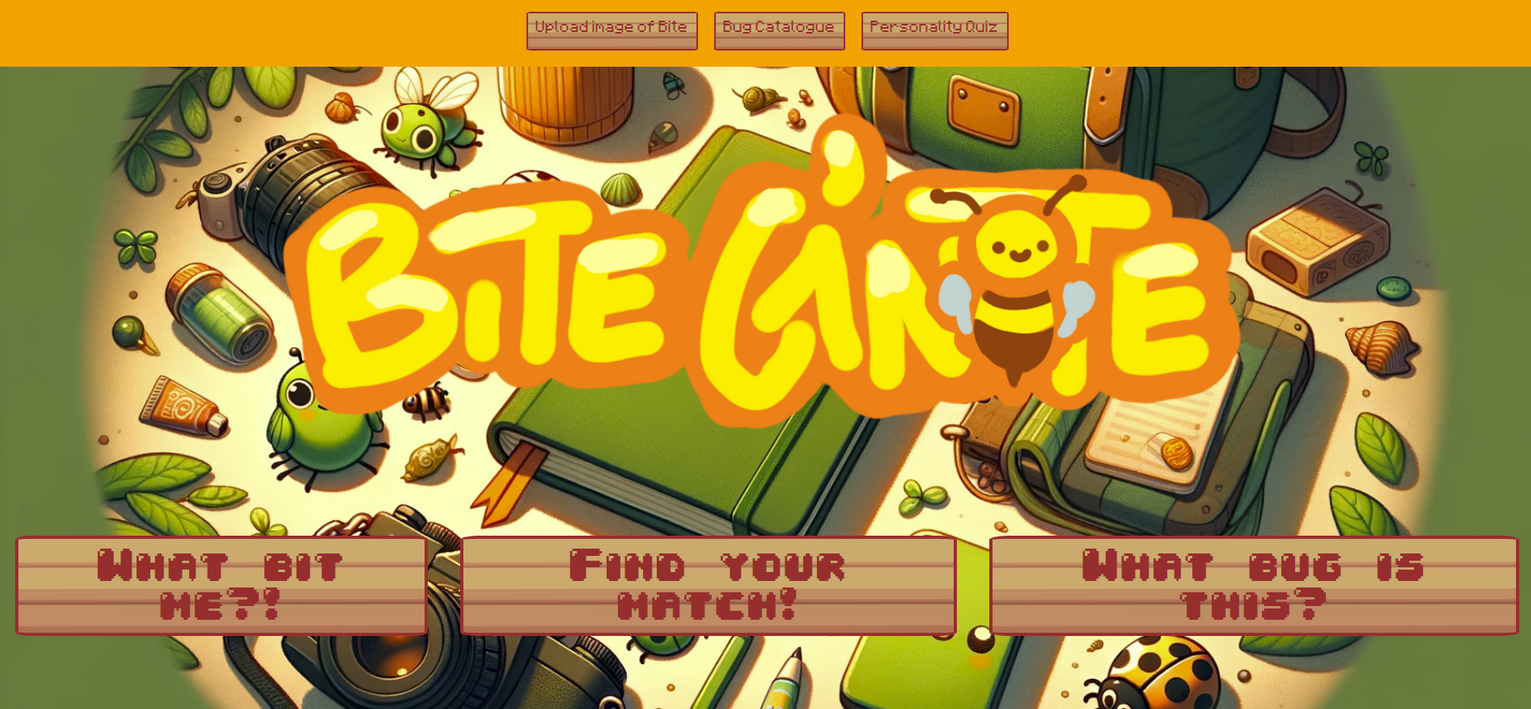 Upload image of Bite
Bug Catalogue
Personality Quiz
BiTE
What bit
me?!
Find your
match!
What bug is
this?